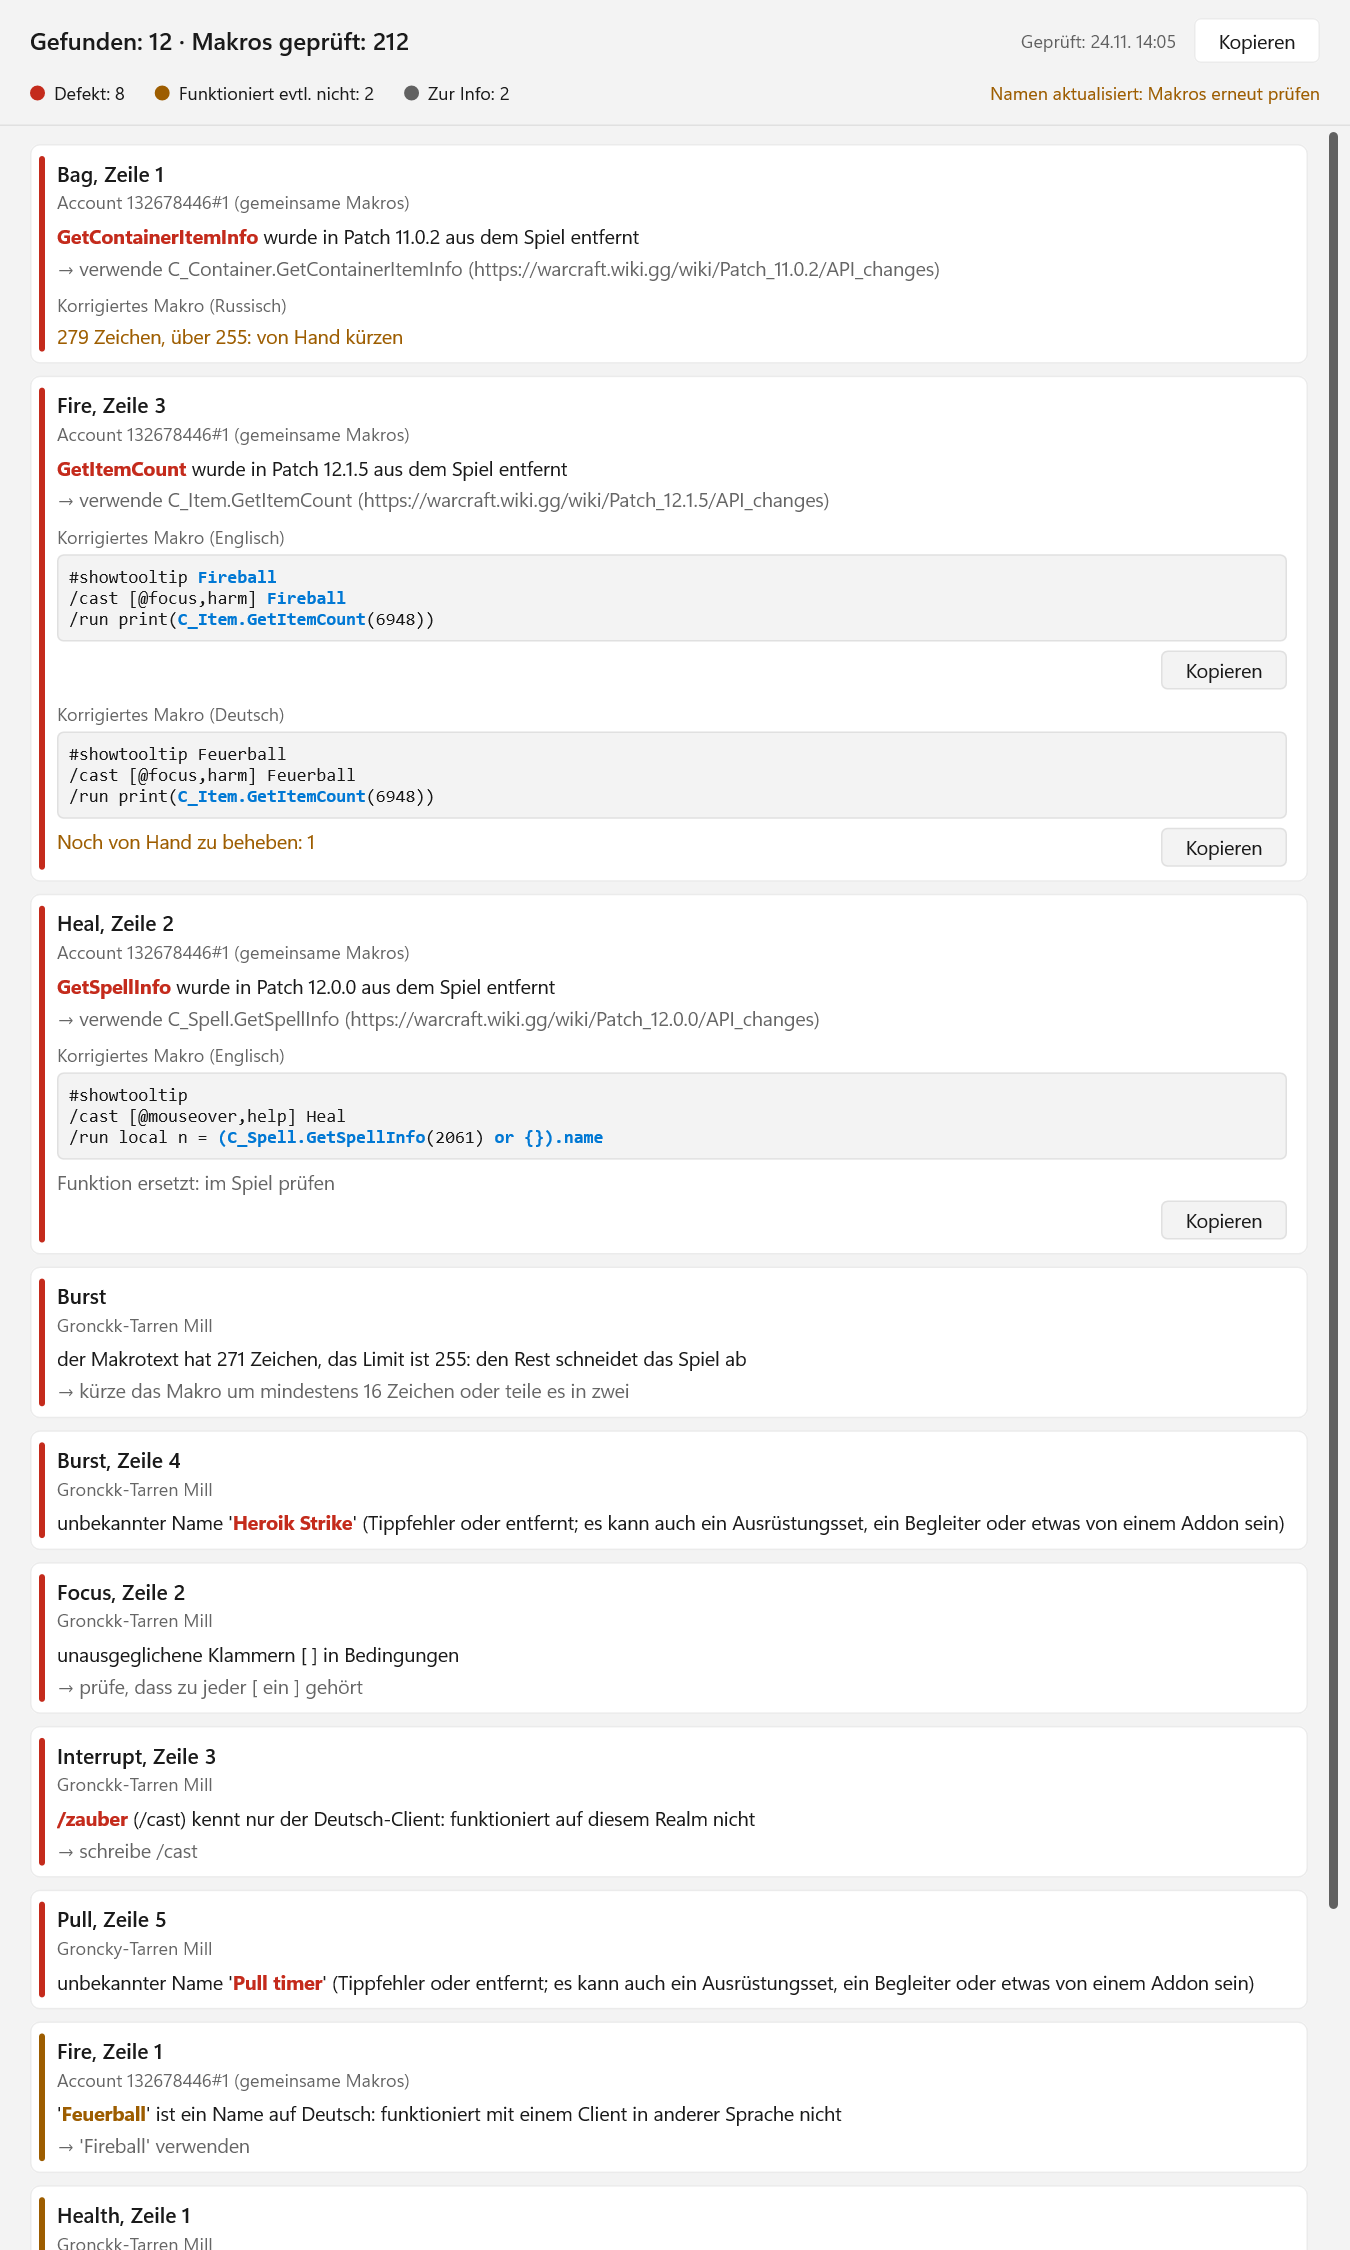 Gefunden: 12 · Makros geprüft: 212
Geprüft: 24.11. 14:05
Kopieren
Defekt: 8
Funktioniert evtl. nicht: 2
Zur Info: 2
Namen aktualisiert: Makros erneut prüfen
Bag, Zeile 1
Account 132678446#1 (gemeinsame Makros)
GetContainerItemInfo wurde in Patch 11.0.2 aus dem Spiel entfernt
→ verwende C_Container.GetContainerItemInfo (https://warcraft.wiki.gg/wiki/Patch_11.0.2/API_changes)
Korrigiertes Makro (Russisch)
279 Zeichen, über 255: von Hand kürzen
Fire, Zeile 3
Account 132678446#1 (gemeinsame Makros)
GetItemCount wurde in Patch 12.1.5 aus dem Spiel entfernt
→ verwende C_Item.GetItemCount (https://warcraft.wiki.gg/wiki/Patch_12.1.5/API_changes)
Korrigiertes Makro (Englisch)
#showtooltip Fireball
/cast [@focus,harm] Fireball
/run print(C_Item.GetItemCount(6948))
Kopieren
Korrigiertes Makro (Deutsch)
#showtooltip Feuerball
/cast [@focus,harm] Feuerball
/run print(C_Item.GetItemCount(6948))
Noch von Hand zu beheben: 1
Kopieren
Heal, Zeile 2
Account 132678446#1 (gemeinsame Makros)
GetSpellInfo wurde in Patch 12.0.0 aus dem Spiel entfernt
→ verwende C_Spell.GetSpellInfo (https://warcraft.wiki.gg/wiki/Patch_12.0.0/API_changes)
Korrigiertes Makro (Englisch)
#showtooltip
/cast [@mouseover,help] Heal
/run local n = (C_Spell.GetSpellInfo(2061) or {}).name
Funktion ersetzt: im Spiel prüfen
Kopieren
Burst
Gronckk-Tarren Mill
der Makrotext hat 271 Zeichen, das Limit ist 255: den Rest schneidet das Spiel ab
→ kürze das Makro um mindestens 16 Zeichen oder teile es in zwei
Burst, Zeile 4
Gronckk-Tarren Mill
unbekannter Name 'Heroik Strike' (Tippfehler oder entfernt; es kann auch ein Ausrüstungsset, ein Begleiter oder etwas von einem Addon sein)
Focus, Zeile 2
Gronckk-Tarren Mill
unausgeglichene Klammern [ ] in Bedingungen
→ prüfe, dass zu jeder [ ein ] gehört
Interrupt, Zeile 3
Gronckk-Tarren Mill
/zauber (/cast) kennt nur der Deutsch-Client: funktioniert auf diesem Realm nicht
→ schreibe /cast
Pull, Zeile 5
Groncky-Tarren Mill
unbekannter Name 'Pull timer' (Tippfehler oder entfernt; es kann auch ein Ausrüstungsset, ein Begleiter oder etwas von einem Addon sein)
Fire, Zeile 1
Account 132678446#1 (gemeinsame Makros)
'Feuerball' ist ein Name auf Deutsch: funktioniert mit einem Client in anderer Sprache nicht
→ 'Fireball' verwenden
Health, Zeile 1
Gronckk-Tarren Mill